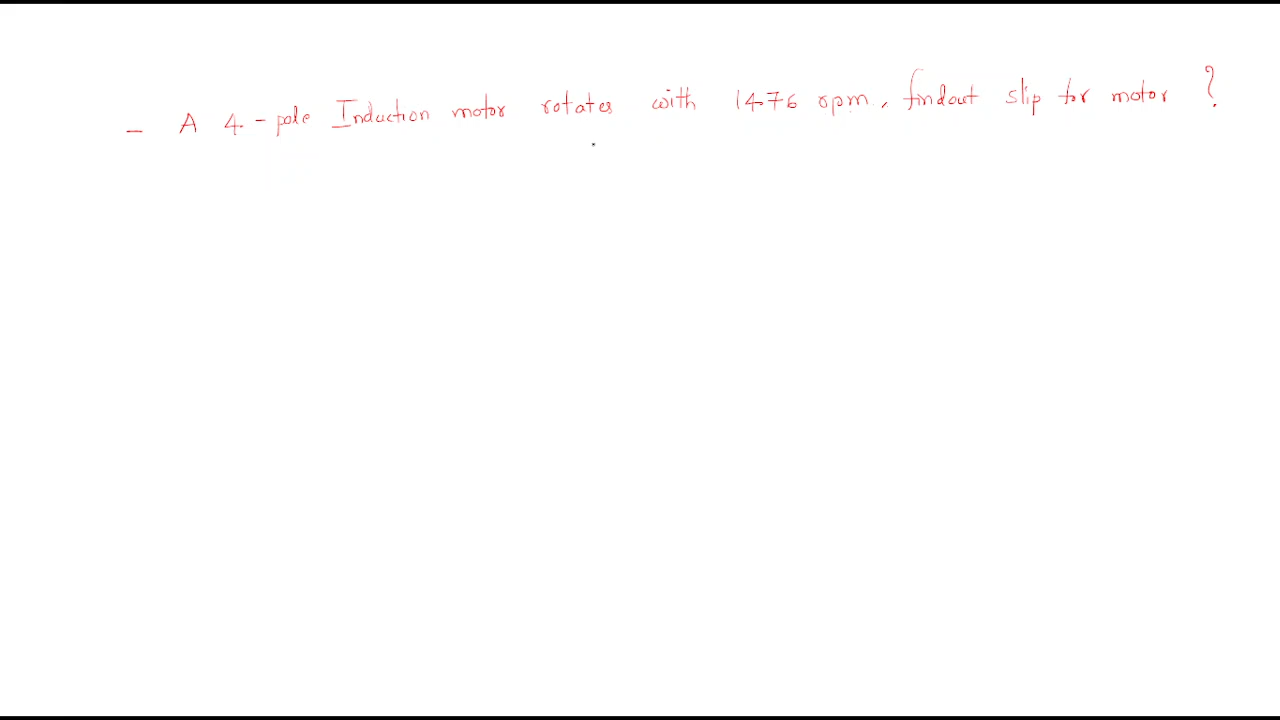 - A 4-pole Induction motor rotates with 1476 rpm, findout slip for motor ?